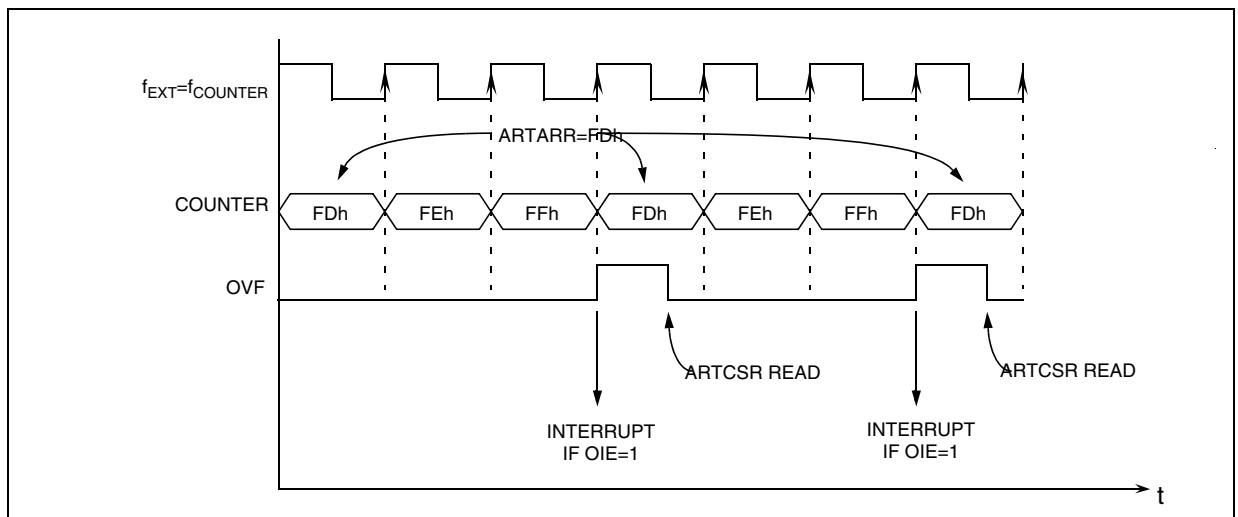 fEXT=fCOUNTER
ARTARR=FDh
COUNTER
FDh FEh FFh FDh FEh FFh FDh
OVF
ARTCSR READ
ARTCSR READ
INTERRUPT
IF OIE=1
INTERRUPT
IF OIE=1
t